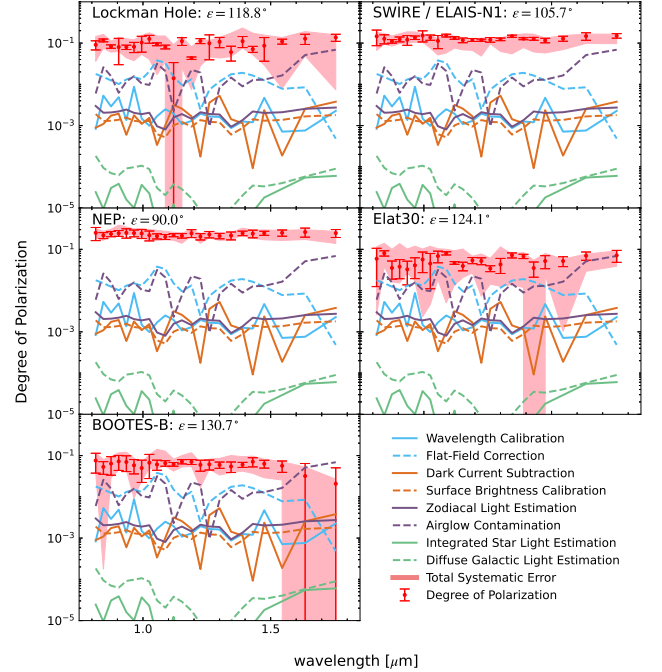 Lockman Hole: ε=118.8°
SWIRE / ELAIS-N1: ε=105.7°
10⁻¹
10⁻³
10⁻⁵
NEP: ε=90.0°
Elat30: ε=124.1°
10⁻¹
10⁻³
10⁻⁵
BOOTES-B: ε=130.7°
10⁻¹
10⁻³
10⁻⁵
1.0
1.5
Degree of Polarization
wavelength [μm]
Wavelength Calibration
Flat-Field Correction
Dark Current Subtraction
Surface Brightness Calibration
Zodiacal Light Estimation
Airglow Contamination
Integrated Star Light Estimation
Diffuse Galactic Light Estimation
Total Systematic Error
Degree of Polarization